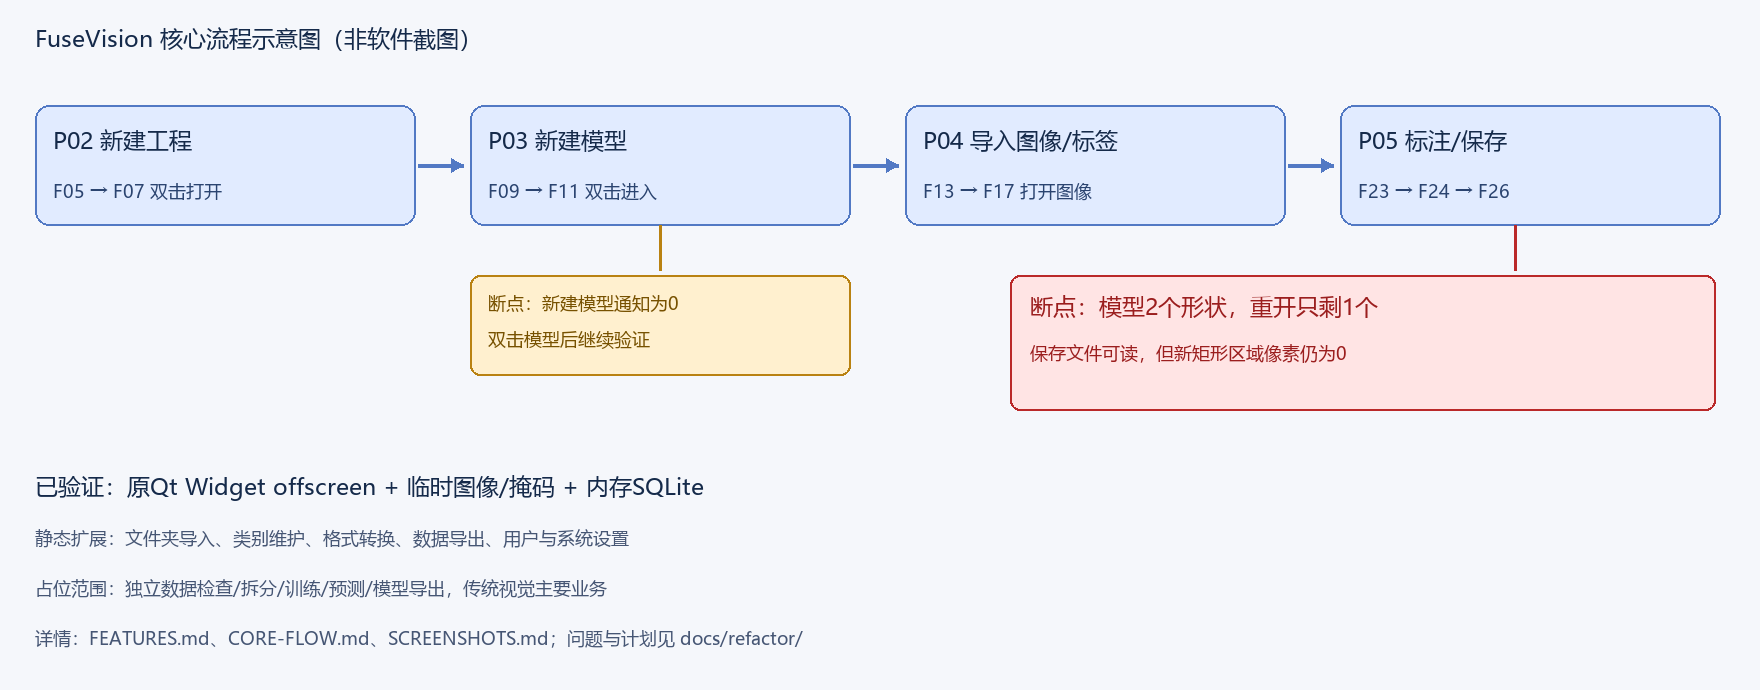 FuseVision 核心流程示意图（非软件截图）
P02 新建工程
F05 → F07 双击打开
P03 新建模型
F09 → F11 双击进入
P04 导入图像/标签
F13 → F17 打开图像
P05 标注/保存
F23 → F24 → F26
断点：新建模型通知为0
双击模型后继续验证
断点：模型2个形状，重开只剩1个
保存文件可读，但新矩形区域像素仍为0
已验证：原Qt Widget offscreen + 临时图像/掩码 + 内存SQLite
静态扩展：文件夹导入、类别维护、格式转换、数据导出、用户与系统设置
占位范围：独立数据检查/拆分/训练/预测/模型导出，传统视觉主要业务
详情：FEATURES.md、CORE-FLOW.md、SCREENSHOTS.md；问题与计划见 docs/refactor/